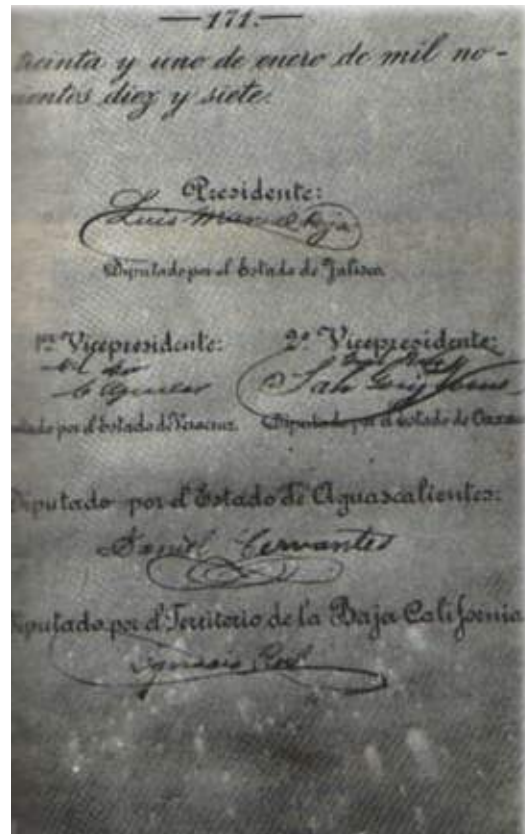 —171.—
treinta y uno de enero de mil no-
cientos diez y siete.
Presidente:
Luis Manuel Rojas
Diputado por el Estado de Jalisco.
1er Vicepresidente:
C Aguilar
Diputado por el Estado de Veracruz.
2º Vicepresidente:
Diputado por el Estado de Oaxaca
Diputado por el Estado de Aguascalientes:
Daniel Cervantes
Diputado por el Territorio de la Baja California
Ignacio Roel